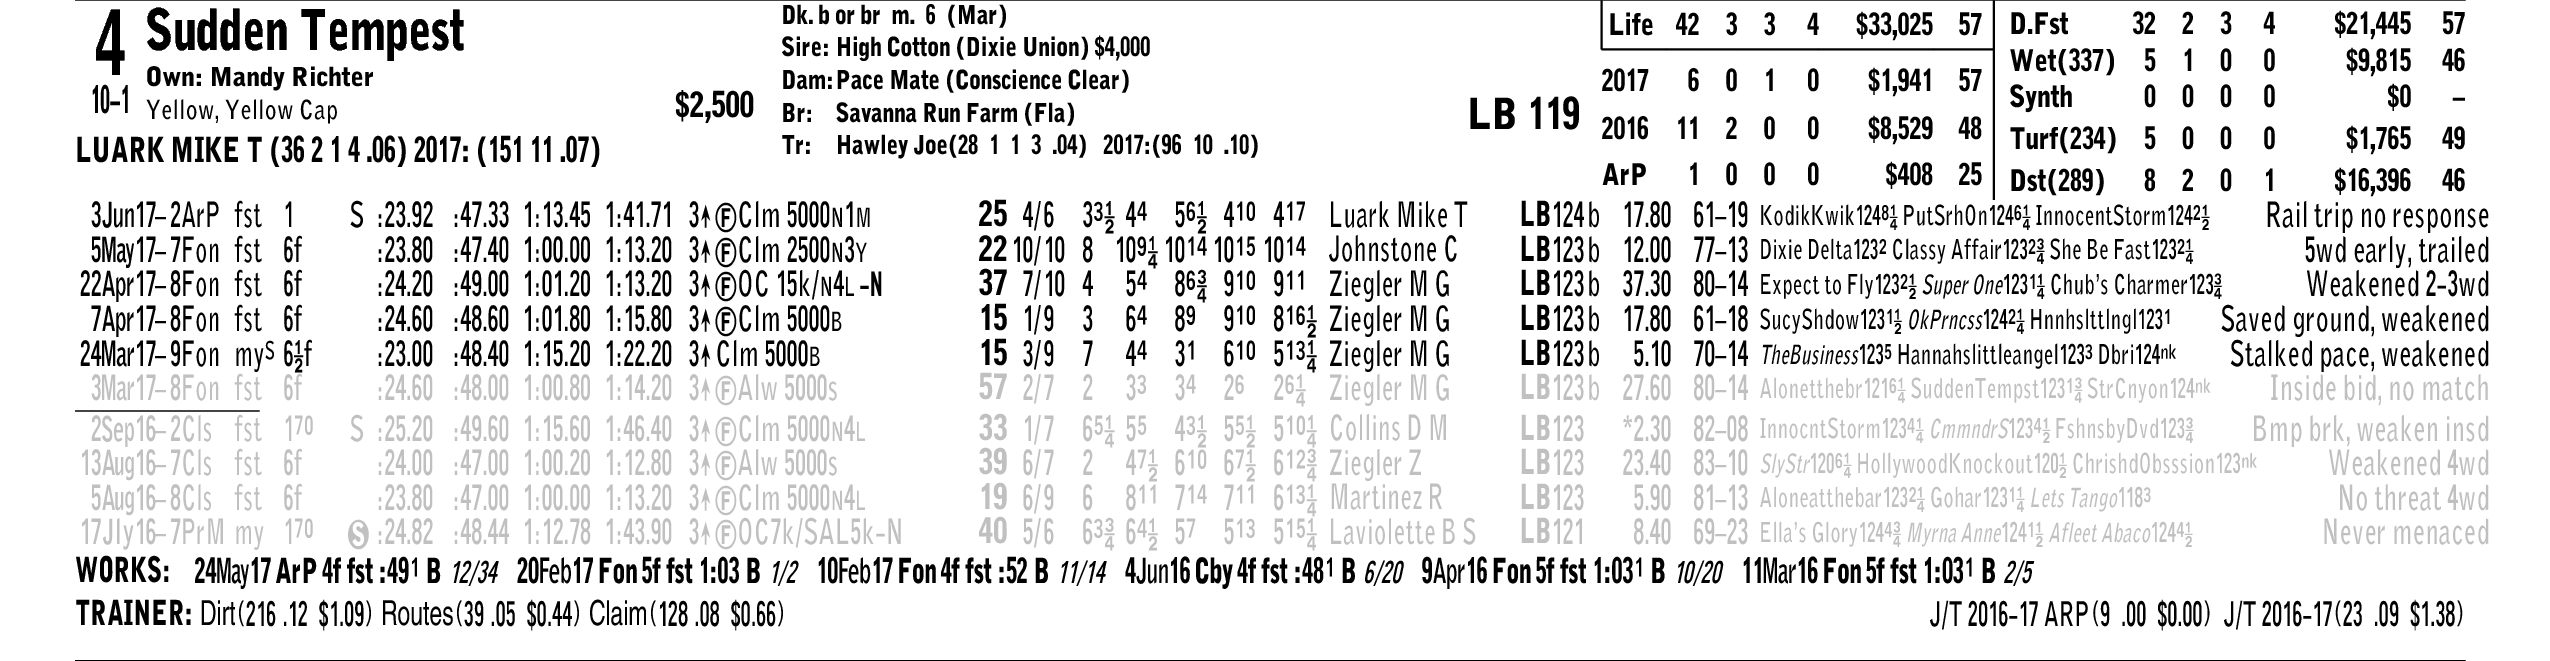 4 Sudden Tempest
Own: Mandy Richter
10–1 Yellow, Yellow Cap
$2,500
LUARK MIKE T (36 2 1 4 .06) 2017: (151 11 .07)
Dk. b or br m. 6 (Mar)
Sire: High Cotton (Dixie Union) $4,000
Dam: Pace Mate (Conscience Clear)
Br: Savanna Run Farm (Fla)
Tr: Hawley Joe(28 1 1 3 .04) 2017:(96 10 .10)
LB 119
Life 42 3 3 4 $33,025 57
2017 6 0 1 0 $1,941 57
2016 11 2 0 0 $8,529 48
ArP 1 0 0 0 $408 25
D.Fst 32 2 3 4 $21,445 57
Wet(337) 5 1 0 0 $9,815 46
Synth 0 0 0 0 $0 –
Turf(234) 5 0 0 0 $1,765 49
Dst(289) 8 2 0 1 $16,396 46
3Jun17–2ArP fst 1 S :23.92 :47.33 1:13.45 1:41.71 3↑ⒻClm 5000N1M 25 4/6 33½ 44 56½ 410 417 Luark Mike T LB124b 17.80 61–19 KodikKwik1248¼ PutSrhOn1246¼ InnocentStorm1242½ Rail trip no response
5May17–7Fon fst 6f :23.80 :47.40 1:00.00 1:13.20 3↑ⒻClm 2500N3Y 22 10/10 8 109¼ 1014 1015 1014 Johnstone C LB123b 12.00 77–13 Dixie Delta1232 Classy Affair1232¾ She Be Fast1232¼ 5wd early, trailed
22Apr17–8Fon fst 6f :24.20 :49.00 1:01.20 1:13.20 3↑ⒻOC 15k/N4L–N 37 7/10 4 54 86¾ 910 911 Ziegler M G LB123b 37.30 80–14 Expect to Fly1232½ Super One1231¼ Chub's Charmer123¾ Weakened 2–3wd
7Apr17–8Fon fst 6f :24.60 :48.60 1:01.80 1:15.80 3↑ⒻClm 5000B 15 1/9 3 64 89 910 816½ Ziegler M G LB123b 17.80 61–18 SucyShdow1231½ OkPrncss1242¼ Hnnhslttlngl1231 Saved ground, weakened
24Mar17–9Fon myS 6½f :23.00 :48.40 1:15.20 1:22.20 3↑ Clm 5000B 15 3/9 7 44 31 610 513¼ Ziegler M G LB123b 5.10 70–14 TheBusiness1235 Hannahslittleangel1233 Dbri124nk Stalked pace, weakened
3Mar17–8Fon fst 6f :24.60 :48.00 1:00.80 1:14.20 3↑ⒻAlw 5000s 57 2/7 2 33 34 26 26¼ Ziegler M G LB123b 27.60 80–14 Alonetthebr1216¼ SuddenTempst1231¾ StrCnyon124nk Inside bid, no match
2Sep16–2Cls fst 170 S :25.20 :49.60 1:15.60 1:46.40 3↑ⒻClm 5000N4L 33 1/7 65¼ 55 43½ 55½ 510¼ Collins D M LB123 *2.30 82–08 InnocntStorm1234¼ CmmndrS1234½ FshnsbyDvd123¾ Bmp brk, weaken insd
13Aug16–7Cls fst 6f :24.00 :47.00 1:00.20 1:12.80 3↑ⒻAlw 5000s 39 6/7 2 47½ 610 67½ 612¾ Ziegler Z LB123 23.40 83–10 SlyStr1206¼ HollywoodKnockout120½ ChrishdObsssion123nk Weakened 4wd
5Aug16–8Cls fst 6f :23.80 :47.00 1:00.00 1:13.20 3↑ⒻClm 5000N4L 19 6/9 6 811 714 711 613¼ Martinez R LB123 5.90 81–13 Aloneatthebar1232¼ Gohar1231¼ Lets Tango1183 No threat 4wd
17Jly16–7PrM my 170 Ⓢ :24.82 :48.44 1:12.78 1:43.90 3↑ⒻOC7k/SAL5k–N 40 5/6 63¾ 64½ 57 513 515¼ Laviolette B S LB121 8.40 69–23 Ella's Glory1244¾ Myrna Anne1241½ Afleet Abaco1244½ Never menaced
WORKS: 24May17 ArP 4f fst :491 B 12/34 20Feb17 Fon 5f fst 1:03 B 1/2 10Feb17 Fon 4f fst :52 B 11/14 4Jun16 Cby 4f fst :481 B 6/20 9Apr16 Fon 5f fst 1:031 B 10/20 11Mar16 Fon 5f fst 1:031 B 2/5
TRAINER: Dirt(216 .12 $1.09) Routes(39 .05 $0.44) Claim(128 .08 $0.66) J/T 2016–17 ARP(9 .00 $0.00) J/T 2016–17(23 .09 $1.38)